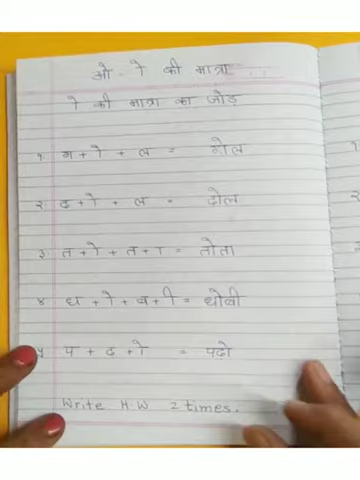 ओ - ो की मात्रा
ो की मात्रा का जोड़
१ ग + ो + ल = गोल
२ ढ + ो + ल = ढोल
३ त + ो + त + ा = तोता
४ ध + ो + ब + ी = धोबी
५ प + ढ + ो = पढो
Write H.W 2 times.